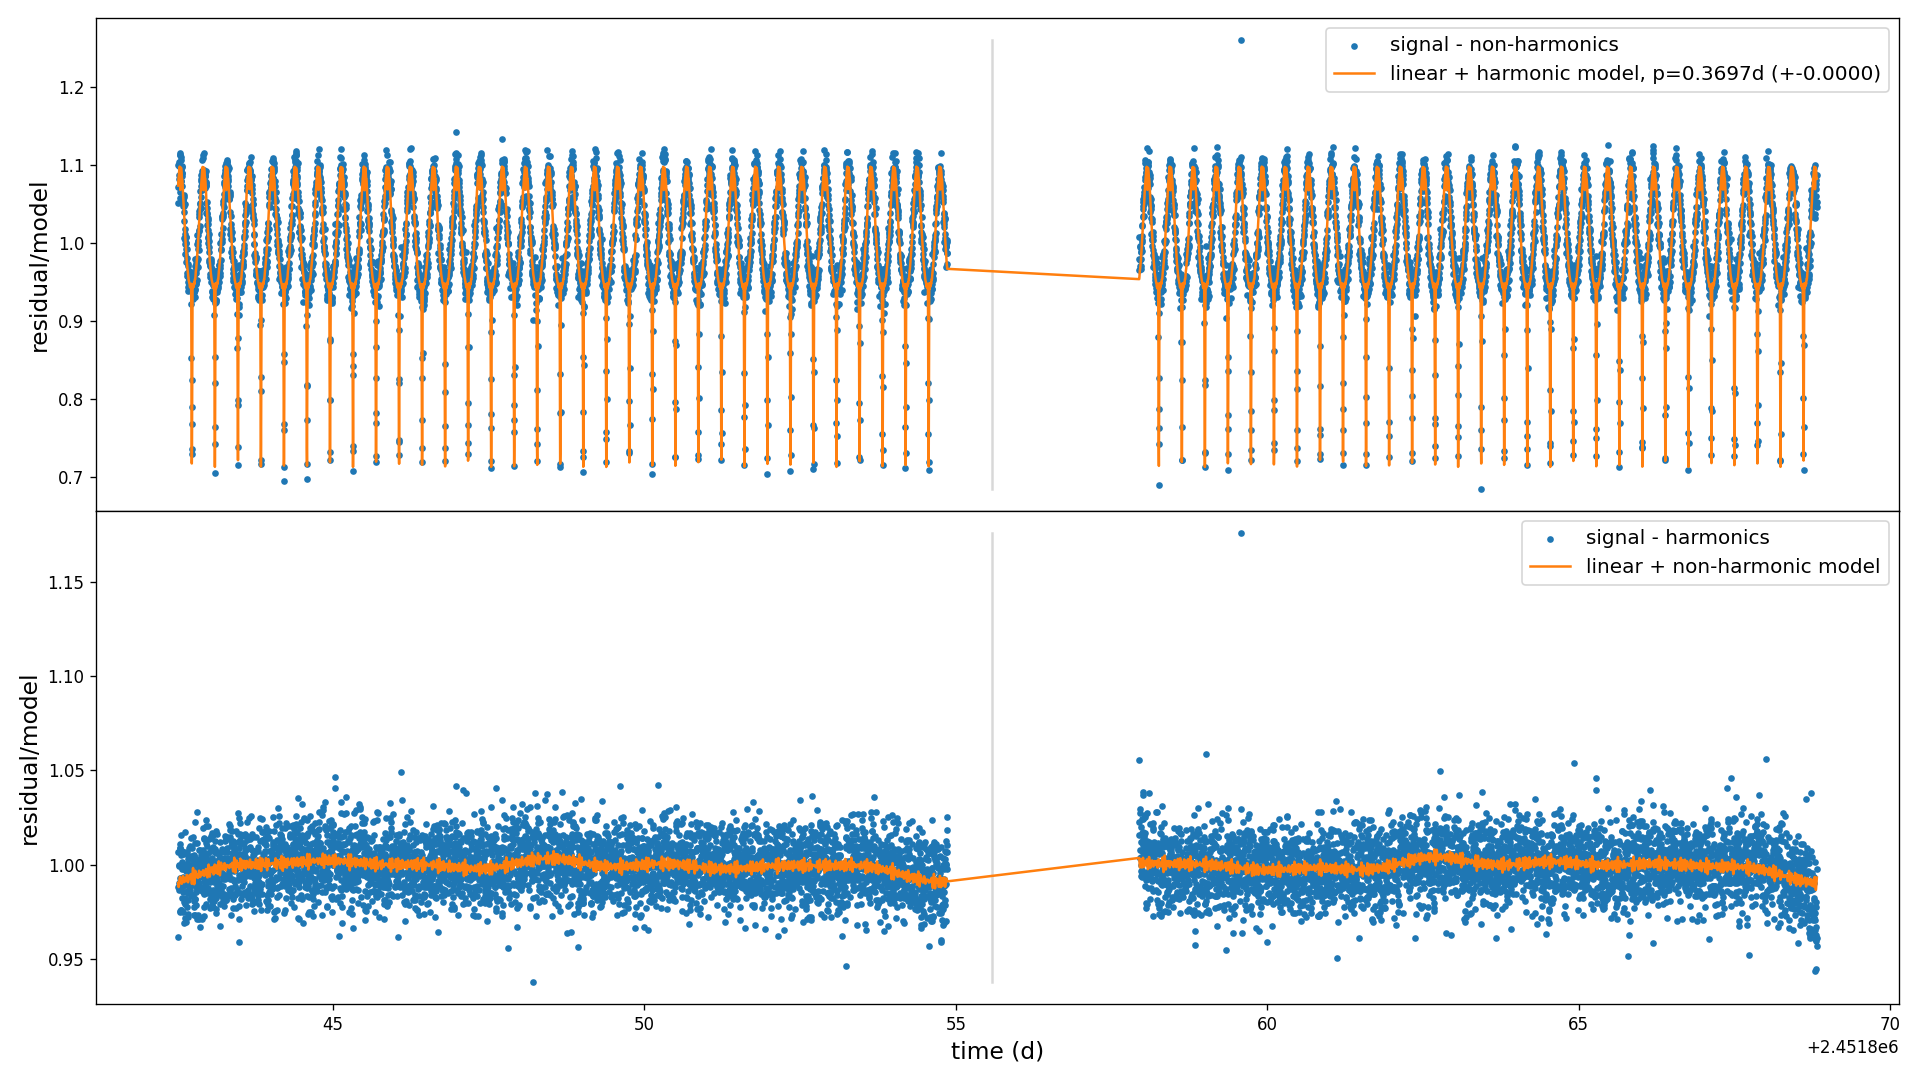 signal - non-harmonics
linear + harmonic model, p=0.3697d (+-0.0000)
residual/model
1.2
1.1
1.0
0.9
0.8
0.7
signal - harmonics
linear + non-harmonic model
residual/model
1.15
1.10
1.05
1.00
0.95
45
50
55
60
65
70
time (d)
+2.4518e6